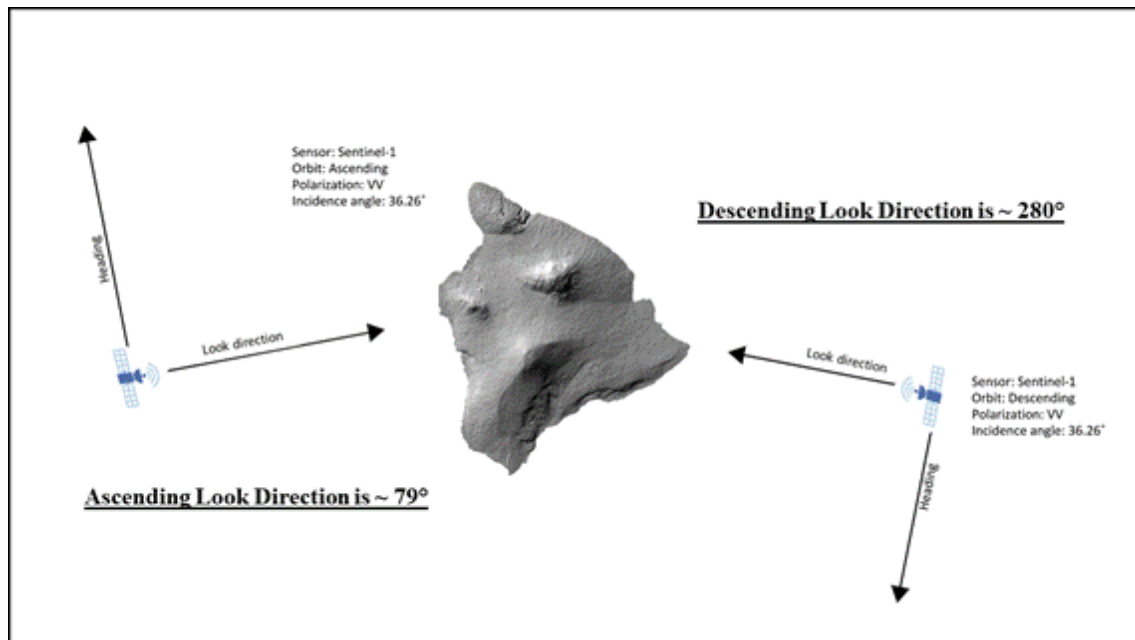 Sensor: Sentinel-1
Orbit: Ascending
Polarization: VV
Incidence angle: 36.26°
Heading
Look direction
Ascending Look Direction is ~ 79°
Descending Look Direction is ~ 280°
Look direction
Sensor: Sentinel-1
Orbit: Descending
Polarization: VV
Incidence angle: 36.26°
Heading